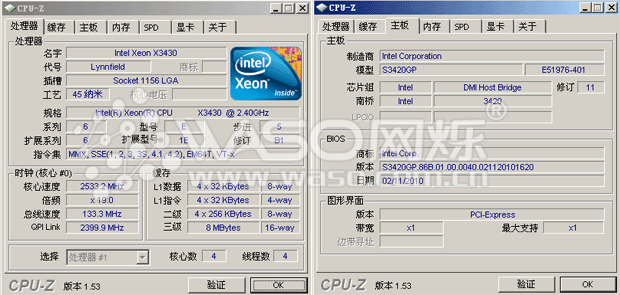 CPU-Z
处理器 缓存 主板 内存 SPD 显卡 关于
处理器
名字 Intel Xeon X3430
代号 Lynnfield 商标
插槽 Socket 1156 LGA
工艺 45 纳米 核心电压
intel
Xeon
inside
规格 Intel(R) Xeon(R) CPU X3430 @ 2.40GHz
系列 6 型号 E 步进 5
扩展系列 6 扩展型号 1E 修订 B1
指令集 MMX, SSE(1, 2, 3, 3S, 4.1, 4.2), EM64T, VT-x
时钟 (核心 #0)
核心速度 2533.2 MHz
倍频 x 19.0
总线速度 133.3 MHz
QPI Link 2399.9 MHz
缓存
L1数据 4 x 32 KBytes 8-way
L1指令 4 x 32 KBytes 4-way
二级 4 x 256 KBytes 8-way
三级 8 MBytes 16-way
选择 处理器 #1 核心数 4 线程数 4
CPU-Z 版本 1.53 验证 OK
CPU-Z
处理器 缓存 主板 内存 SPD 显卡 关于
主板
制造商 Intel Corporation
模型 S3420GP E51976-401
芯片组 Intel DMI Host Bridge 修订 11
南桥 Intel 3420
LPCIO
BIOS
商标 Intel Corp.
版本 S3420GP.86B.01.00.0040.021120101620
日期 02/11/2010
图形界面
版本 PCI-Express
带宽 x1 最大支持 x1
边带寻址
CPU-Z 版本 1.53 验证 OK
WASO网烁
www.waso.com.cn